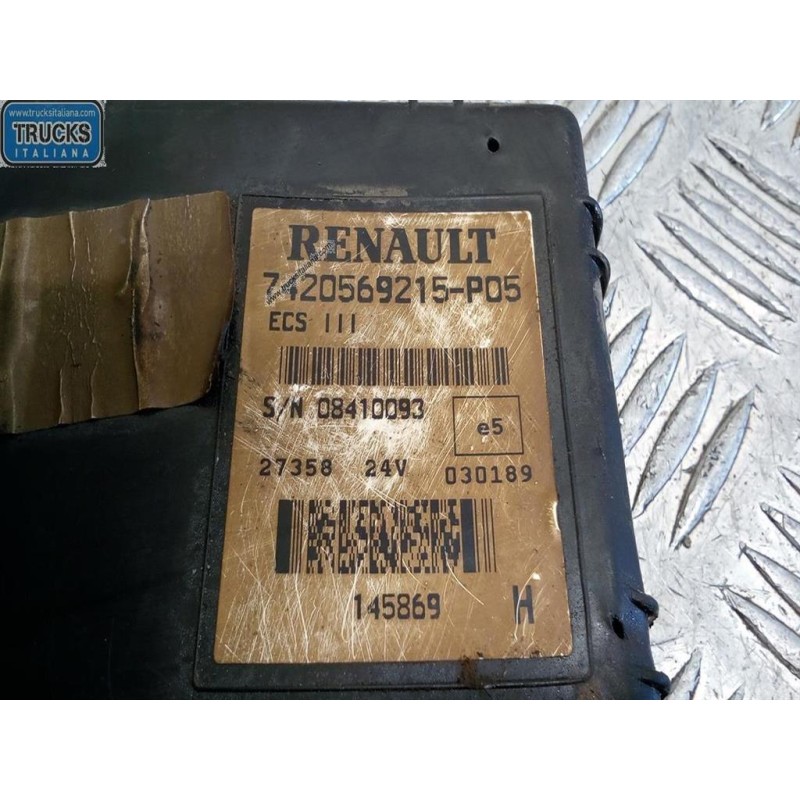 www.trucksitaliana.com
TRUCKS
ITALIANA
RENAULT
7420569215-P05
ECS III
S/N 08410093
e5
27358 24V 030189
145869 H